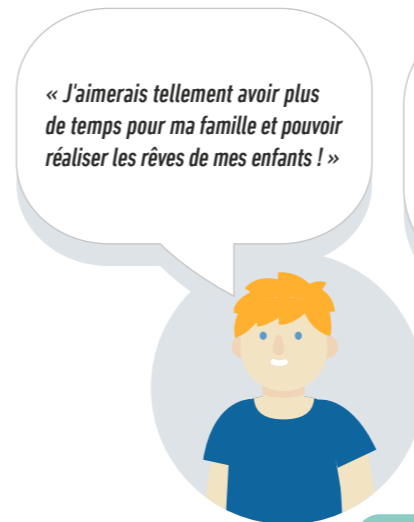 « J'aimerais tellement avoir plus
de temps pour ma famille et pouvoir
réaliser les rêves de mes enfants ! »